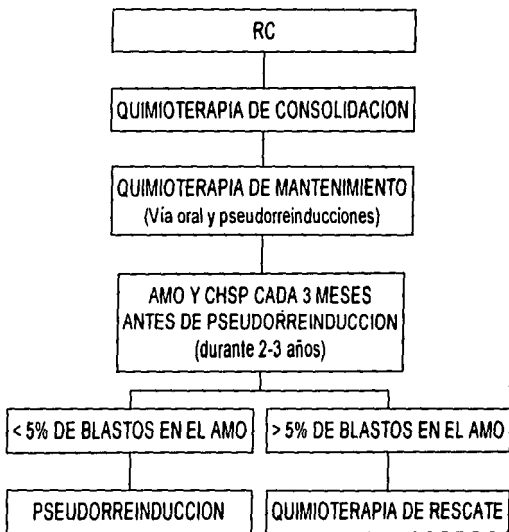 RC
QUIMIOTERAPIA DE CONSOLIDACION
QUIMIOTERAPIA DE MANTENIMIENTO
(Vía oral y pseudorreinducciones)
AMO Y CHSP CADA 3 MESES
ANTES DE PSEUDORREINDUCCION
(durante 2-3 años)
< 5% DE BLASTOS EN EL AMO
> 5% DE BLASTOS EN EL AMO
PSEUDORREINDUCCION
QUIMIOTERAPIA DE RESCATE